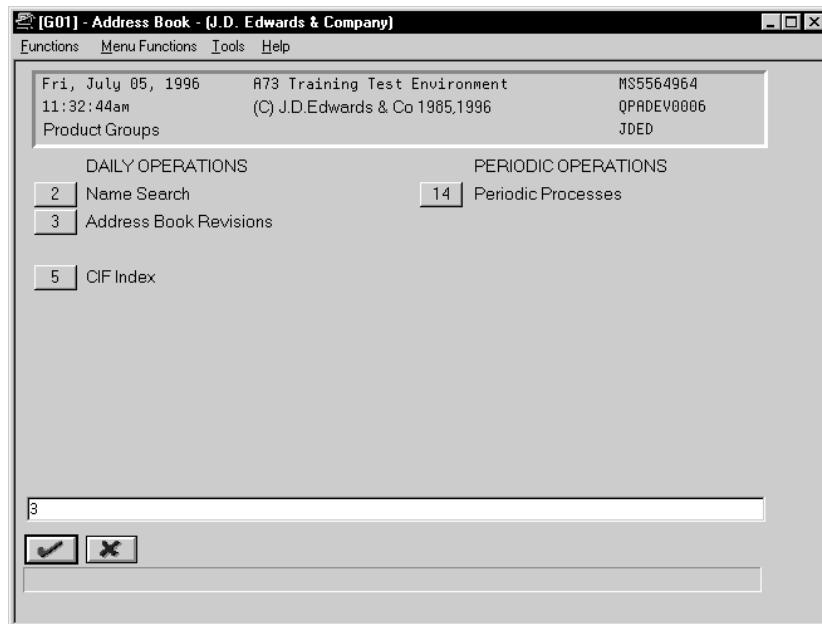 [G01] - Address Book - (J.D. Edwards & Company)
Functions Menu Functions Tools Help
Fri, July 05, 1996 A73 Training Test Environment MS5564964
11:32:44am (C) J.D.Edwards & Co 1985,1996 QPADEV0006
Product Groups JDED
DAILY OPERATIONS PERIODIC OPERATIONS
2 Name Search 14 Periodic Processes
3 Address Book Revisions
5 CIF Index
3